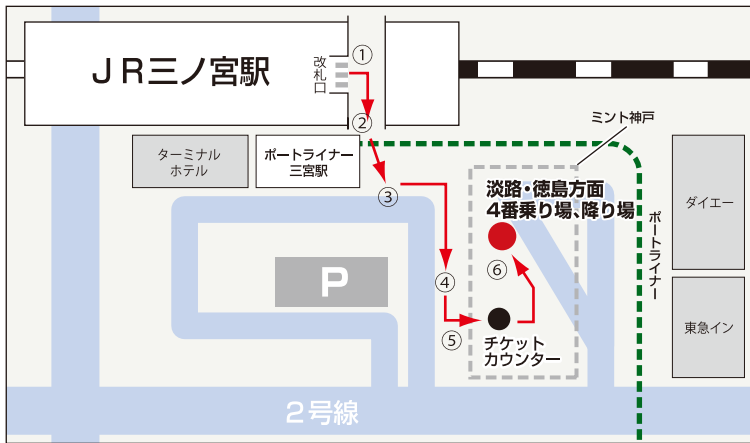 JR三ノ宮駅
改札口
①
②
ミント神戸
ターミナル
ホテル
ポートライナー
三宮駅
③
淡路・徳島方面
4番乗り場、降り場
ダイエー
ポートライナー
P
④
⑥
⑤
チケット
カウンター
東急イン
2号線